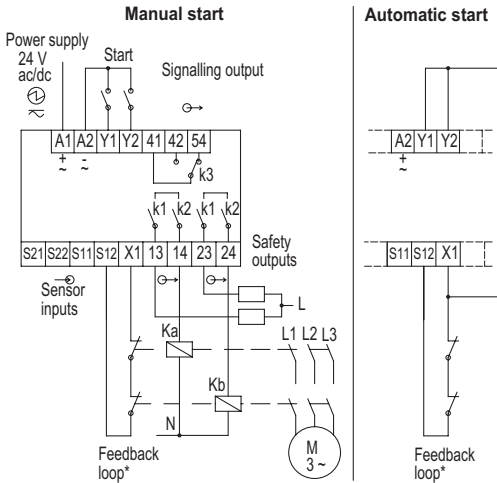 Manual start
Automatic start
Power supply
24 V
ac/dc
Start
Signalling output
A1 A2 Y1 Y2 41 42 54
+ -
~ ~
k3
k1 k2 k1 k2
S21 S22 S11 S12 X1 13 14 23 24
Safety
outputs
Sensor
inputs
L
Ka
L1 L2 L3
Kb
N
M
3 ~
Feedback
loop*
A2 Y1 Y2
+
~
S11 S12 X1
Feedback
loop*